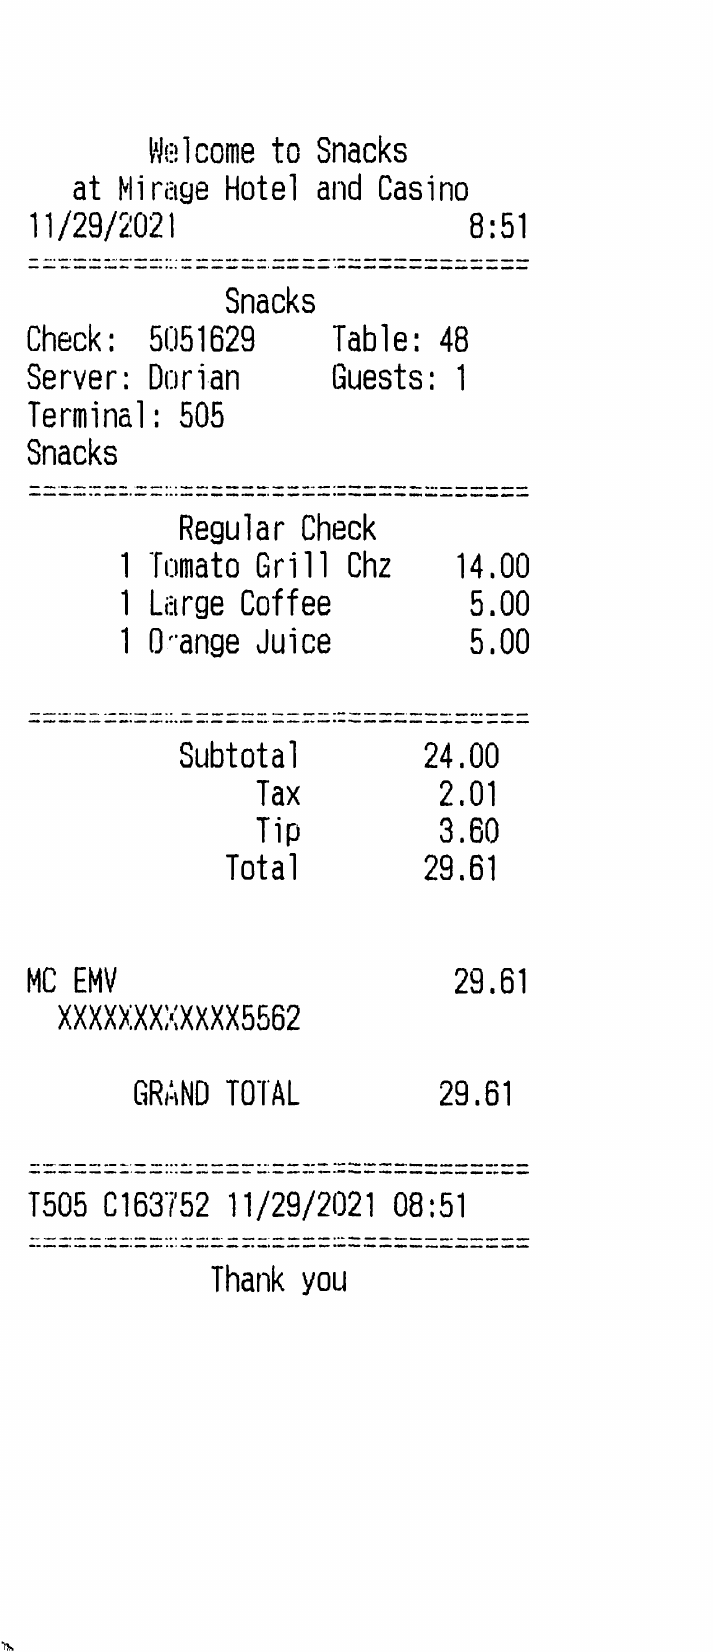 Welcome to Snacks
at Mirage Hotel and Casino
11/29/2021 8:51
=================================
Snacks
Check: 5051629 Table: 48
Server: Dorian Guests: 1
Terminal: 505
Snacks
=================================
Regular Check
1 Tomato Grill Chz 14.00
1 Large Coffee 5.00
1 Orange Juice 5.00
=================================
Subtotal 24.00
Tax 2.01
Tip 3.60
Total 29.61
MC EMV 29.61
XXXXXXXXXXXX5562
GRAND TOTAL 29.61
=================================
T505 C163752 11/29/2021 08:51
=================================
Thank you